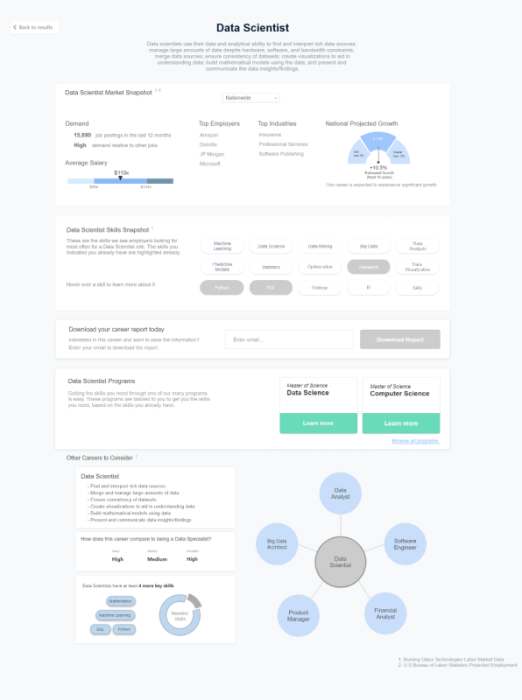 Back to results
Data Scientist
Data scientists use their data and analytical ability to find and interpret rich data sources,
manage large amounts of data despite hardware, software, and bandwidth constraints,
merge data sources, ensure consistency of datasets, create visualizations to aid in
understanding data, build mathematical models using the data, and present and
communicate the data insights/findings.
Data Scientist Market Snapshot
Nationwide
Demand
15,890 job postings in the last 12 months
High demand relative to other jobs
Average Salary
$110k
Top Employers
Amazon
Deloitte
JP Morgan
Microsoft
Top Industries
Insurance
Professional Services
Software Publishing
National Projected Growth
Estimated Growth
(Next 10 years)
This career is expected to experience significant growth
Data Scientist Skills Snapshot
These are the skills we see employers looking for
most often for a Data Scientist role. The skills you
indicated you already have are highlighted already.
Hover over a skill to learn more about it
Machine Learning
Data Science
Data Mining
Big Data
Data Analysis
Predictive Models
Statistics
Optimization
Research
Data Visualization
Python
SQL
Hadoop
R
SAS
Download your career report today
Interested in this career and want to save the information?
Enter your email to download this report.
Enter email...
Download Report
Data Scientist Programs
Getting the skills you need through one of our many programs
is easy. These programs are tailored to you to get you the skills
you need, based on the skills you already have.
Master of Science
Data Science
Learn more
Master of Science
Computer Science
Learn more
Browse all programs
Other Careers to Consider
Data Scientist
- Find and interpret rich data sources
- Merge and manage large amounts of data
- Ensure consistency of datasets
- Create visualizations to aid in understanding data
- Build mathematical models using data
- Present and communicate data insights/findings
How does this career compare to being a Data Specialist?
High
Medium
High
Data Scientists have at least 4 more key skills
Mathematics
Machine Learning
SQL
Python
Needed
Skills
Data
Analyst
Big Data
Architect
Software
Engineer
Data
Scientist
Product
Manager
Financial
Analyst
1. Burning Glass Technologies Labor Market Data
2. U.S Bureau of Labor Statistics Projected Employment